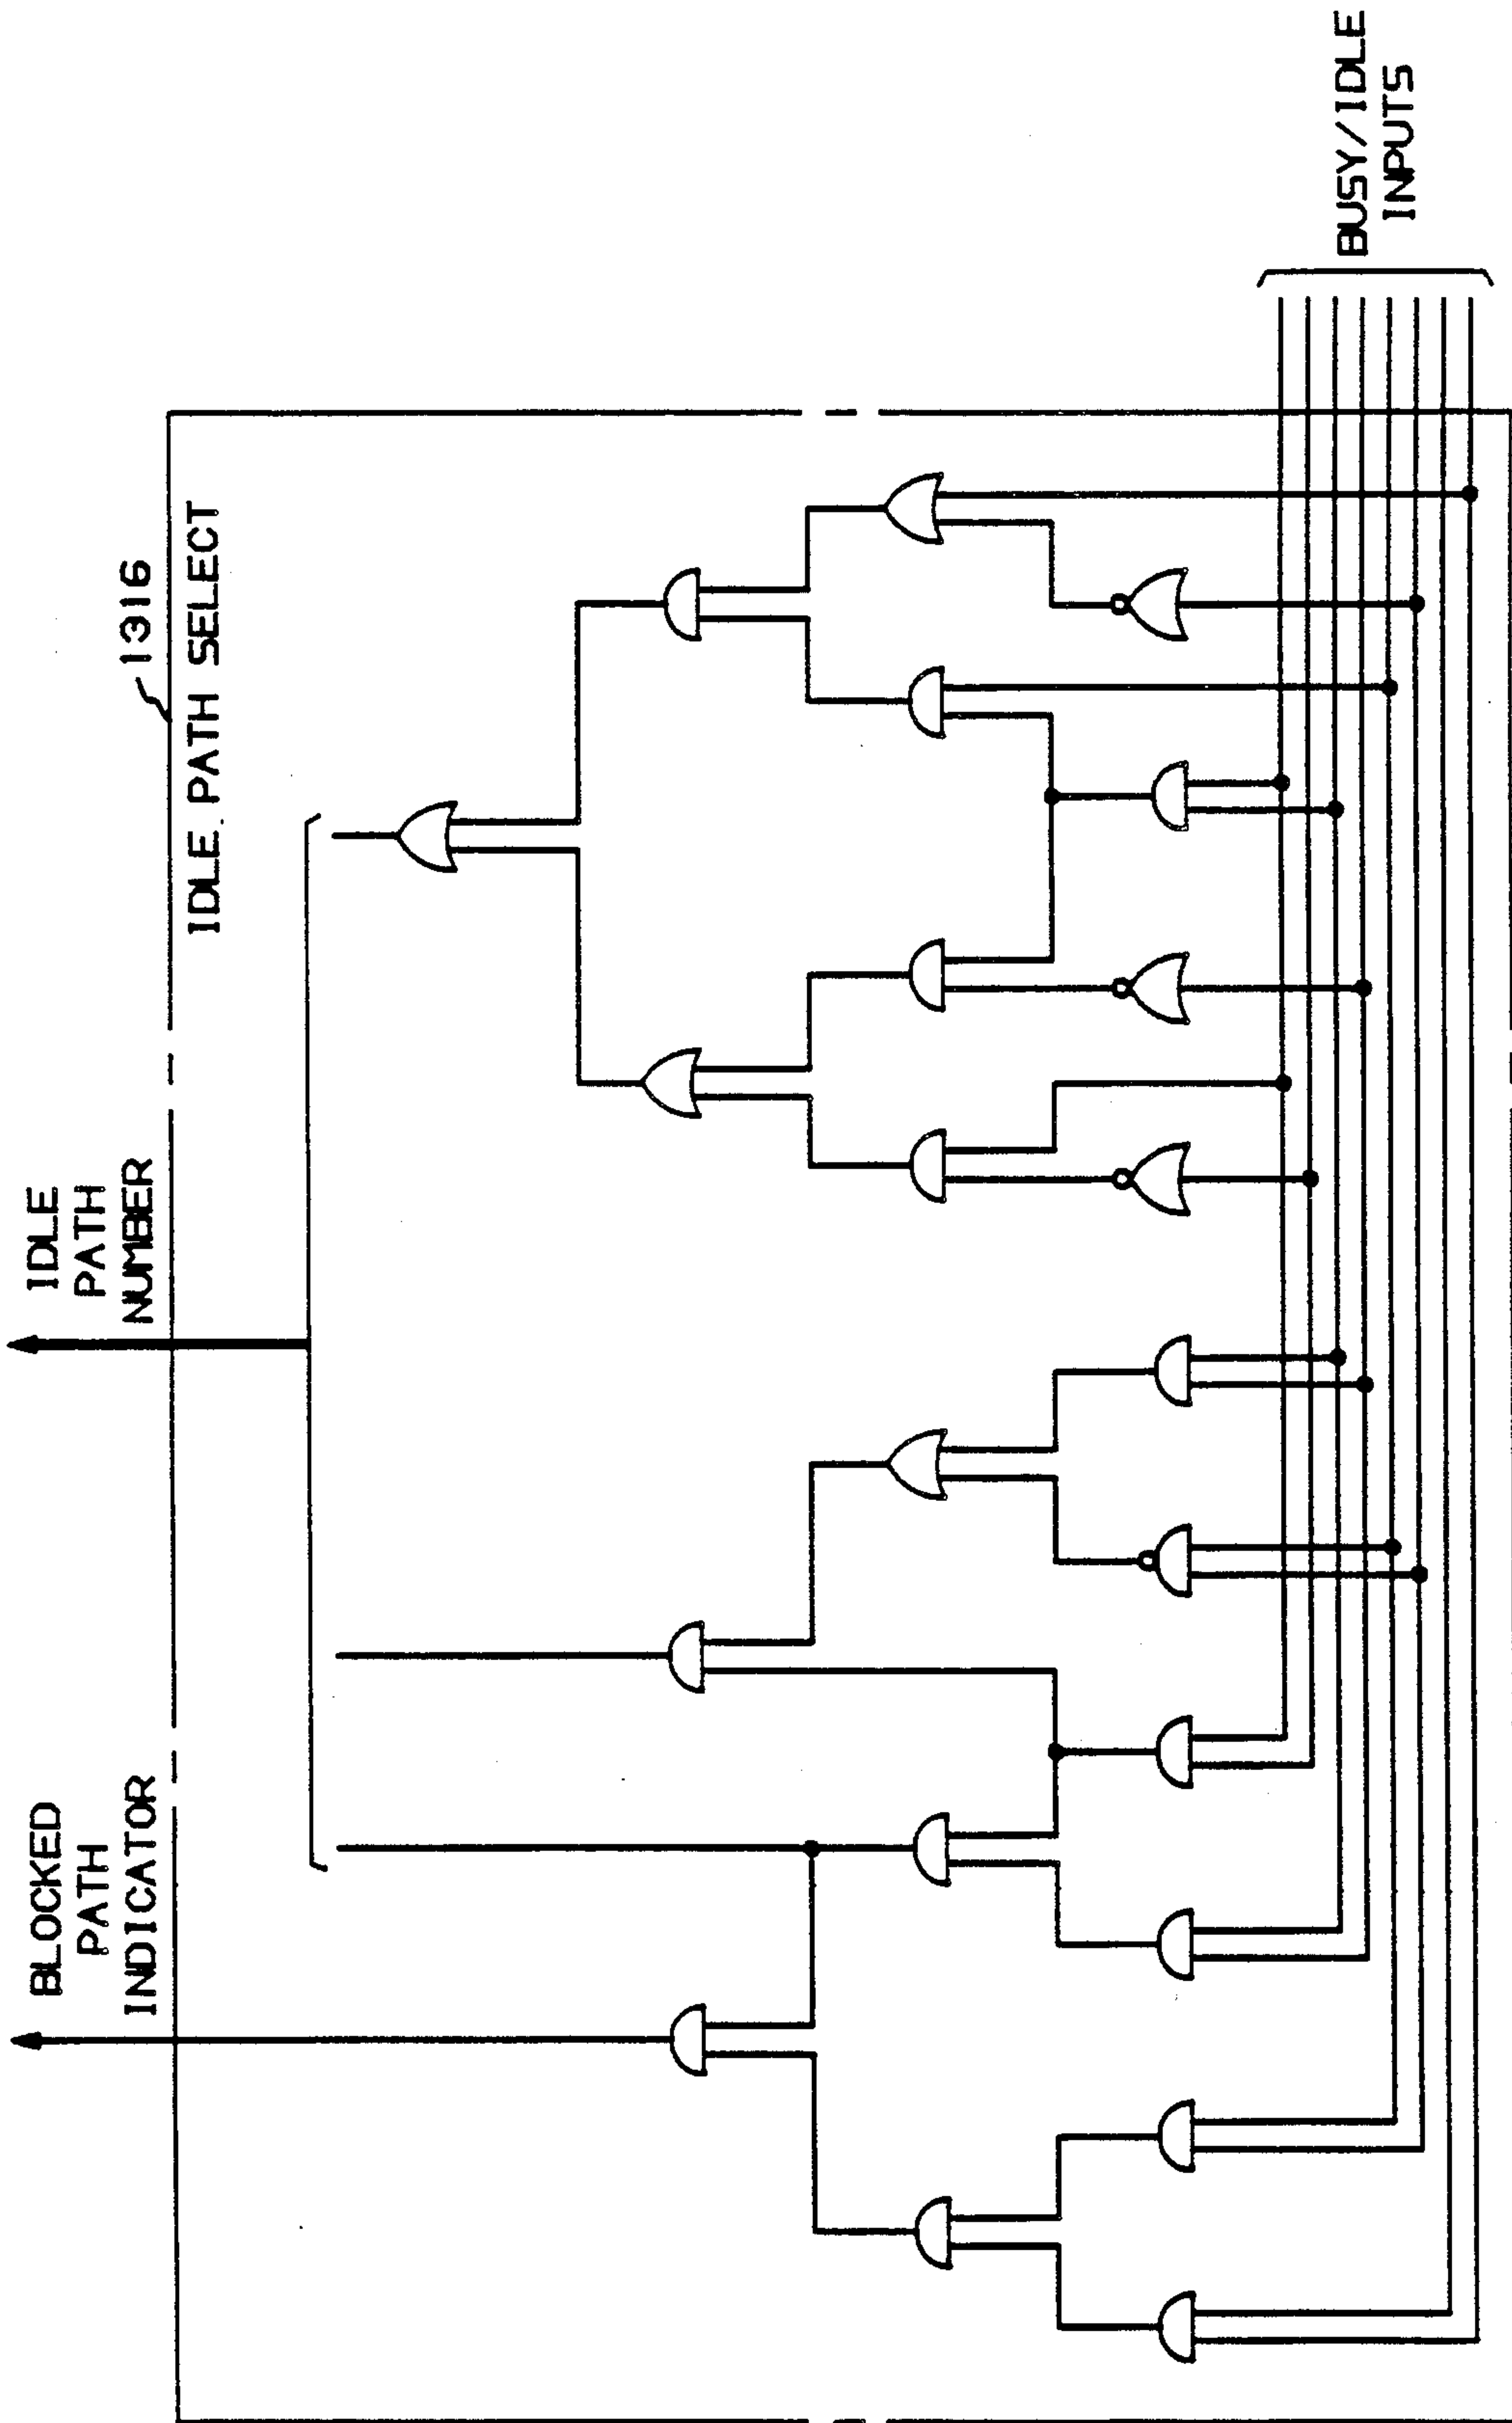 BLOCKED
PATH
INDICATOR
IDLE
PATH
NUMBER
1316
IDLE PATH SELECT
BUSY/IDLE
INPUTS